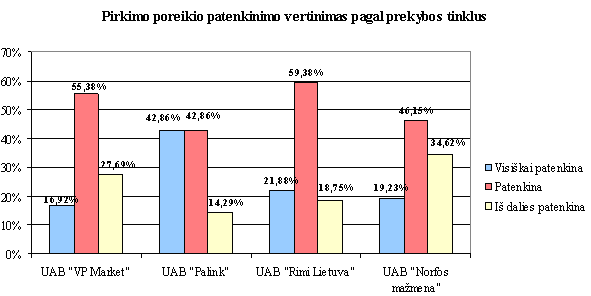 Pirkimo poreikio patenkinimo vertinimas pagal prekybos tinklus
70%
60%
50%
40%
30%
20%
10%
0%
16,92%
55,38%
27,69%
42,86%
42,86%
14,29%
21,88%
59,38%
18,75%
19,23%
46,15%
34,62%
UAB "VP Market"
UAB "Palink"
UAB "Rimi Lietuva"
UAB "Norfos
mažmena"
Visiškai patenkina
Patenkina
Iš dalies patenkina